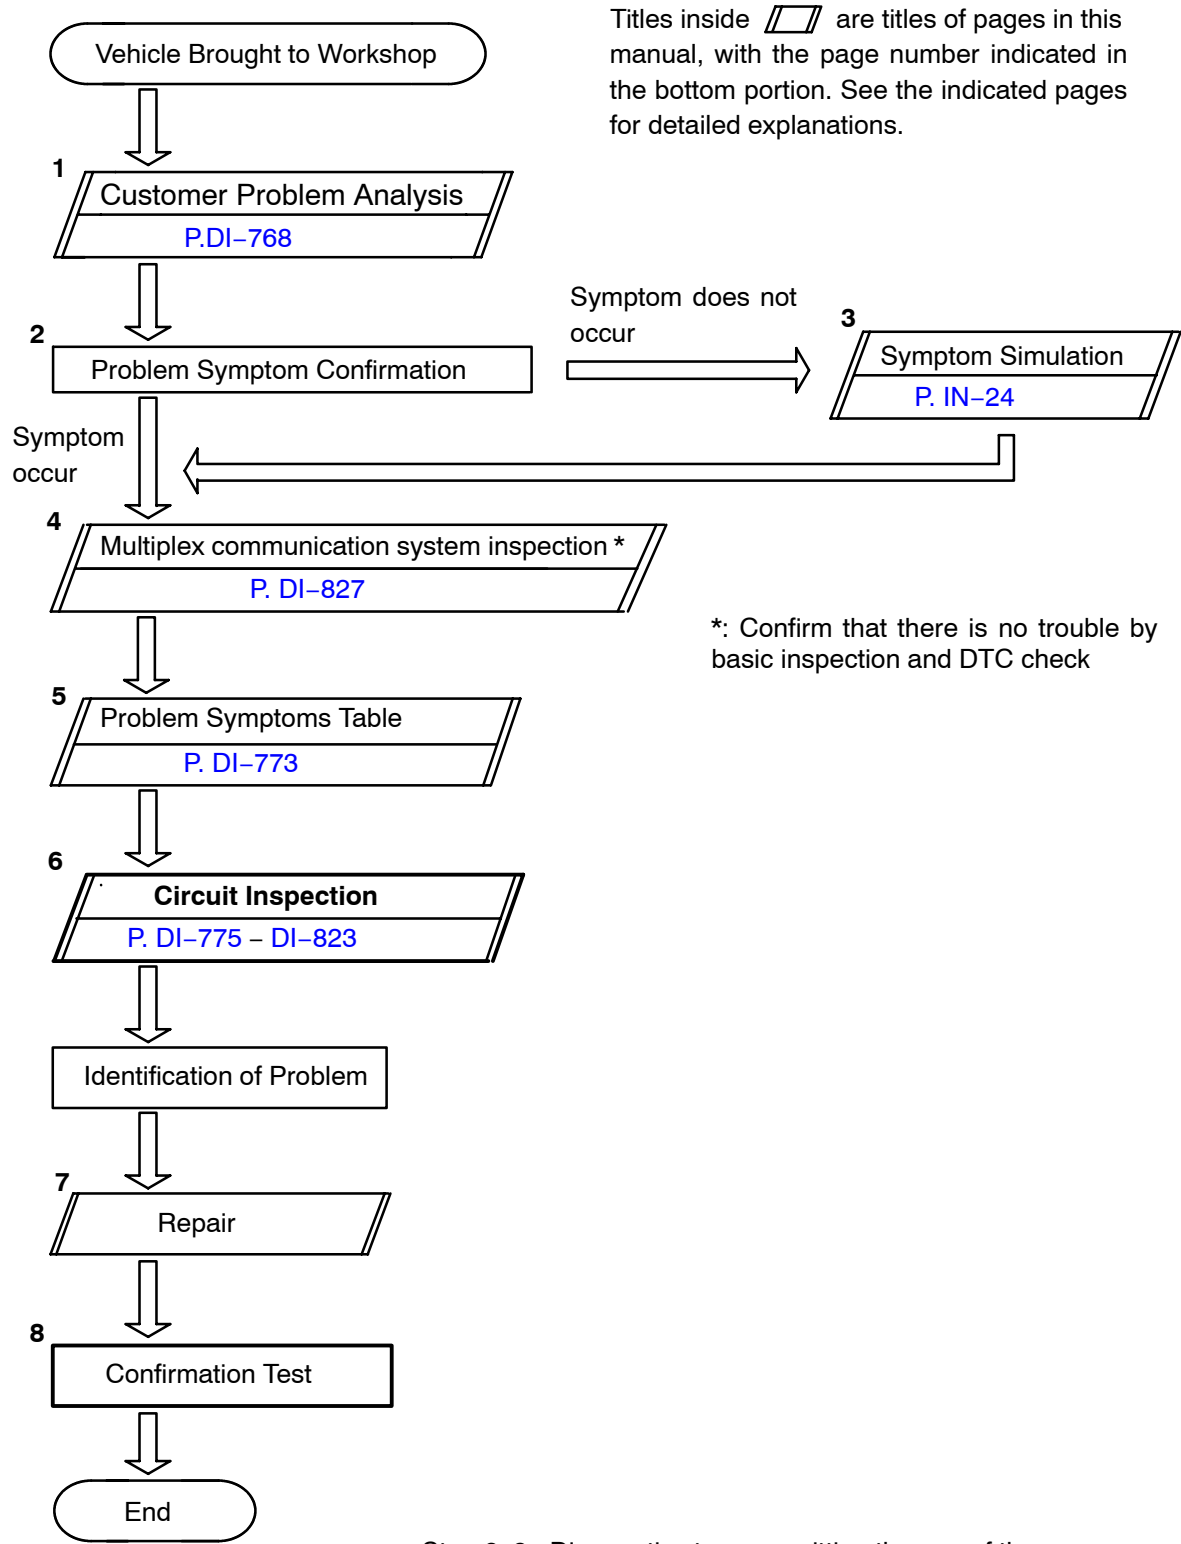 Vehicle Brought to Workshop
Titles inside are titles of pages in this
manual, with the page number indicated in
the bottom portion. See the indicated pages
for detailed explanations.
1
Customer Problem Analysis
P.DI–768
2
Problem Symptom Confirmation
Symptom does not
occur
3
Symptom Simulation
P. IN–24
Symptom
occur
4
Multiplex communication system inspection *
P. DI–827
*: Confirm that there is no trouble by
basic inspection and DTC check
5
Problem Symptoms Table
P. DI–773
6
Circuit Inspection
P. DI–775 – DI–823
Identification of Problem
7
Repair
8
Confirmation Test
End